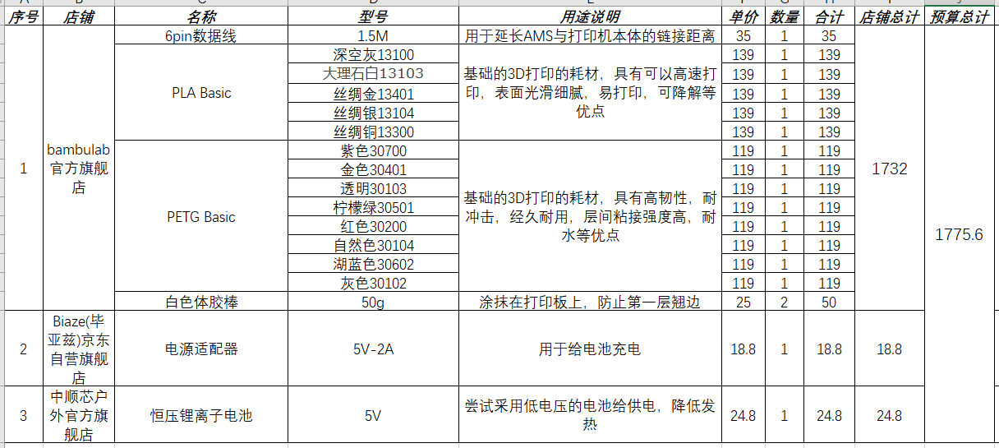 序号 店铺 名称 型号 用途说明 单价 数量 合计 店铺总计 预算总计
1
bambulab
官方旗舰
店
6pin数据线 1.5M 用于延长AMS与打印机本体的链接距离 35 1 35
PLA Basic
深空灰13100 139 1 139
大理石白13103 139 1 139
丝绸金13401 139 1 139
丝绸银13104 139 1 139
丝绸铜13300 139 1 139
基础的3D打印的耗材，具有可以高速打
印，表面光滑细腻，易打印，可降解等
优点
PETG Basic
紫色30700 119 1 119
金色30401 119 1 119
透明30103 119 1 119
柠檬绿30501 119 1 119
红色30200 119 1 119
自然色30104 119 1 119
湖蓝色30602 119 1 119
灰色30102 119 1 119
基础的3D打印的耗材，具有高韧性，耐
冲击，经久耐用，层间粘接强度高，耐
水等优点
白色体胶棒 50g 涂抹在打印板上，防止第一层翘边 25 2 50
1732
1775.6
2
Biaze(毕
亚兹)京东
自营旗舰
店
电源适配器 5V-2A 用于给电池充电 18.8 1 18.8 18.8
3
中顺芯户
外官方旗
舰店
恒压锂离子电池 5V
尝试采用低电压的电池给供电，降低发
热
24.8 1 24.8 24.8